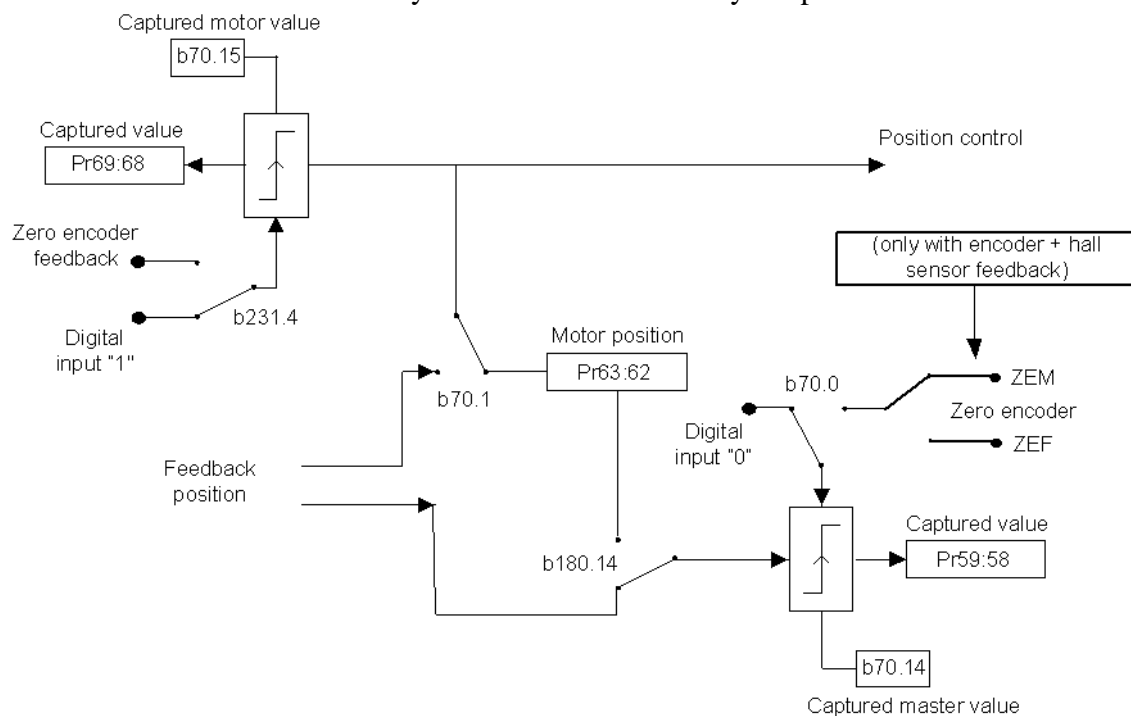 Captured motor value
b70.15
Captured value
Pr69:68
Position control
Zero encoder
feedback
b231.4
Digital
input "1"
(only with encoder + hall
sensor feedback)
Motor position
Pr63:62
b70.1
b70.0
ZEM
Zero encoder
ZEF
Digital
input "0"
Feedback
position
b180.14
Captured value
Pr59:58
b70.14
Captured master value